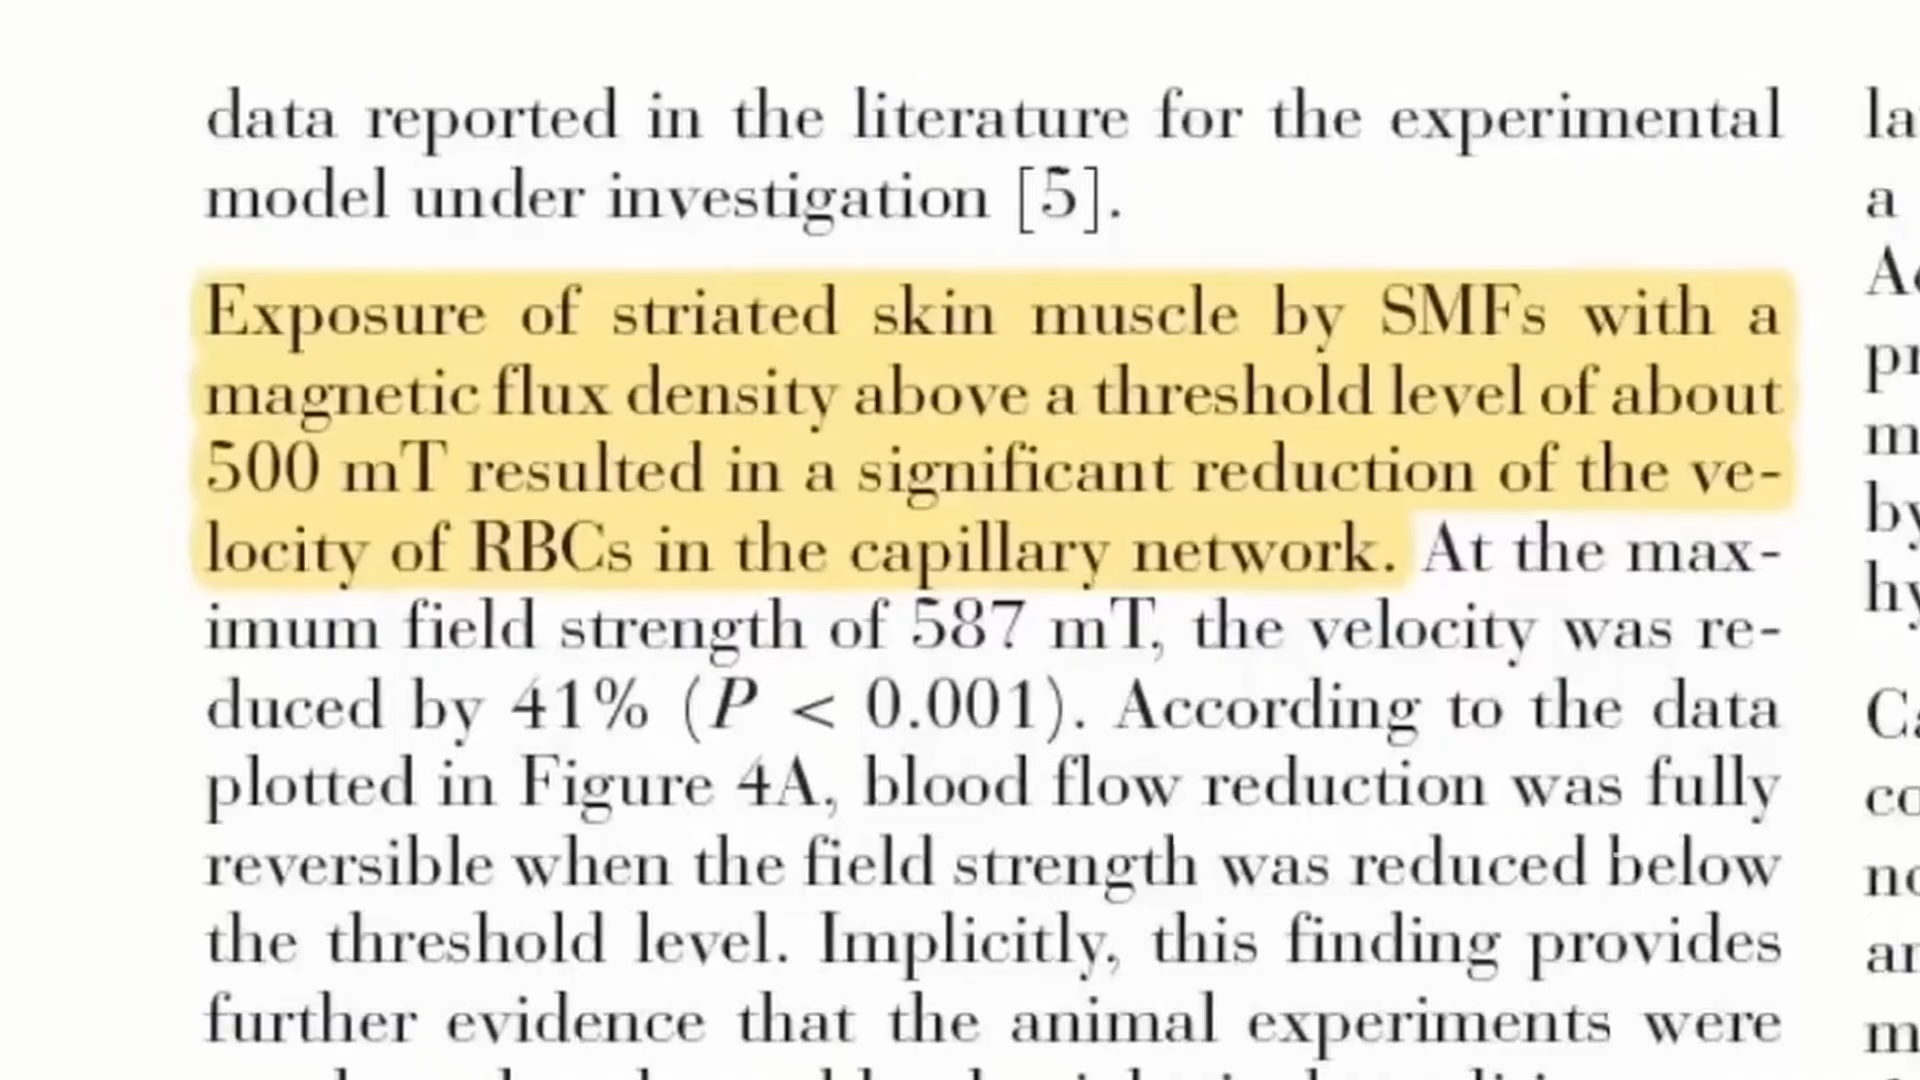 data reported in the literature for the experimental
model under investigation [5].
Exposure of striated skin muscle by SMFs with a
magnetic flux density above a threshold level of about
500 mT resulted in a significant reduction of the ve-
locity of RBCs in the capillary network. At the max-
imum field strength of 587 mT, the velocity was re-
duced by 41% (P < 0.001). According to the data
plotted in Figure 4A, blood flow reduction was fully
reversible when the field strength was reduced below
the threshold level. Implicitly, this finding provides
further evidence that the animal experiments were
la
a
pr
m
by
hy